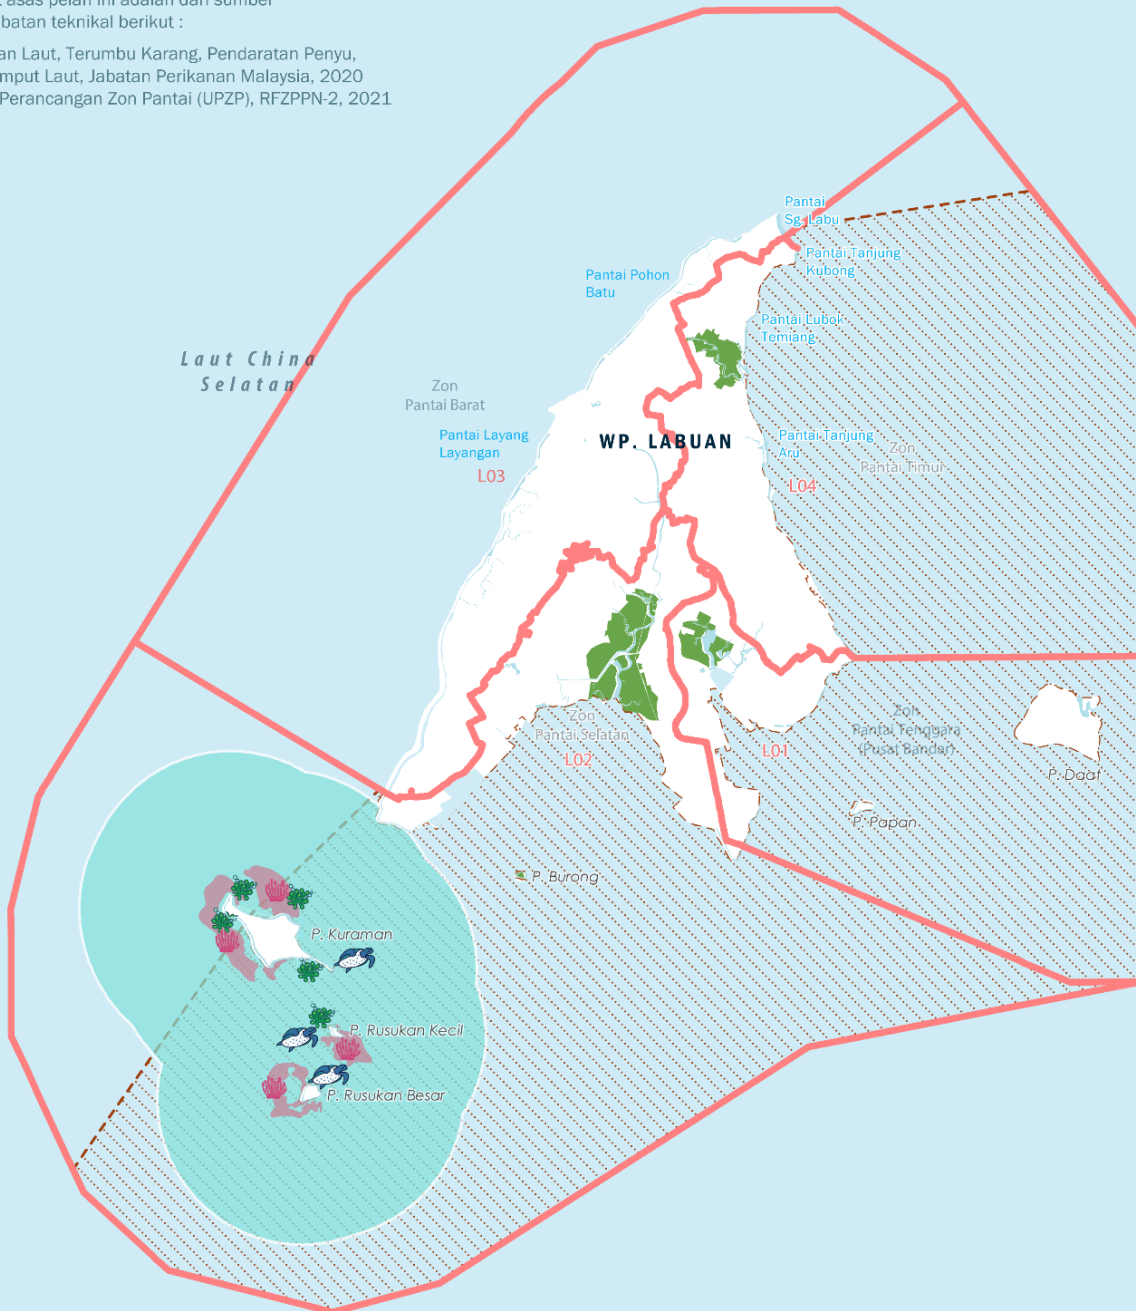 asas pelan ini adalah dari sumber
batan teknikal berikut :
an Laut, Terumbu Karang, Pendaratan Penyu,
mput Laut, Jabatan Perikanan Malaysia, 2020
Perancangan Zon Pantai (UPZP), RFZPPN-2, 2021
Pantai
Sg. Labu
Pantai Tanjung
Kubong
Pantai Pohon
Batu
Pantai Lubok
Temiang
Laut China
Selatan
Zon
Pantai Barat
Pantai Layang
Layangan
L03
WP. LABUAN
Pantai Tanjung
Aru
Zon
Pantai Timur
L04
Zon
Pantai Selatan
L02
Zon
Pantai Tenggara
(Pusat Bandar)
L01
P. Daat
P. Papan
P. Burong
P. Kuraman
P. Rusukan Kecil
P. Rusukan Besar